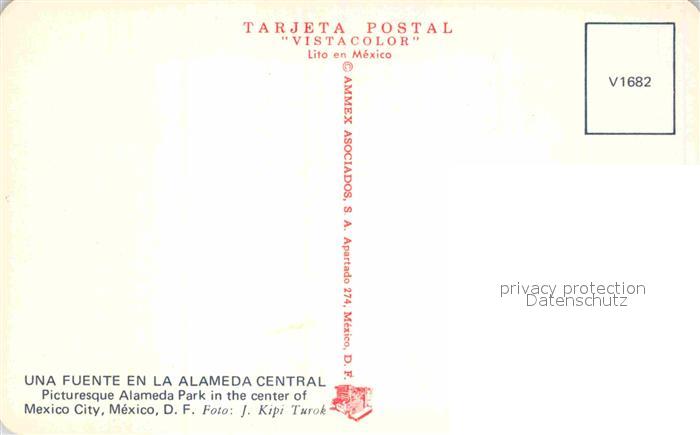 TARJETA POSTAL
"VISTACOLOR"
Lito en México
V1682
© AMMEX ASOCIADOS, S. A. Apartado 274, México, D. F.
privacy protection
Datenschutz
UNA FUENTE EN LA ALAMEDA CENTRAL
Picturesque Alameda Park in the center of
Mexico City, México, D. F. Foto: J. Kipi Turok